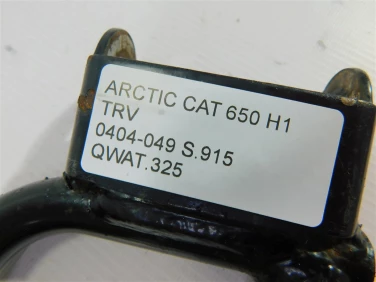 ARCTIC CAT 650 H1
TRV
0404-049 S.915
QWAT.325